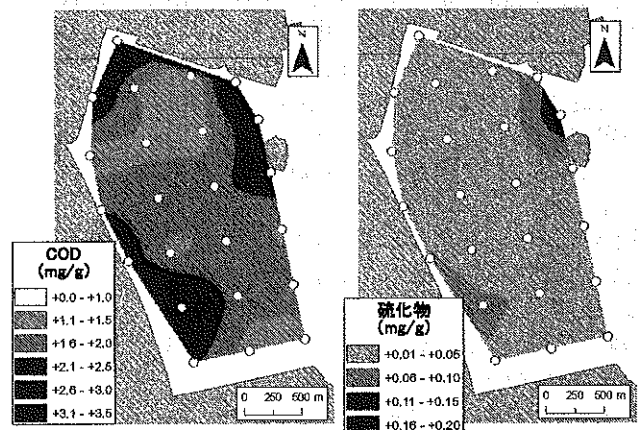 N
COD
(mg/g)
+0.0 - +1.0
+1.1 - +1.5
+1.6 - +2.0
+2.1 - +2.5
+2.6 - +3.0
+3.1 - +3.5
0 250 500 m
N
硫化物
(mg/g)
+0.01 - +0.05
+0.06 - +0.10
+0.11 - +0.15
+0.16 - +0.20
0 250 500 m